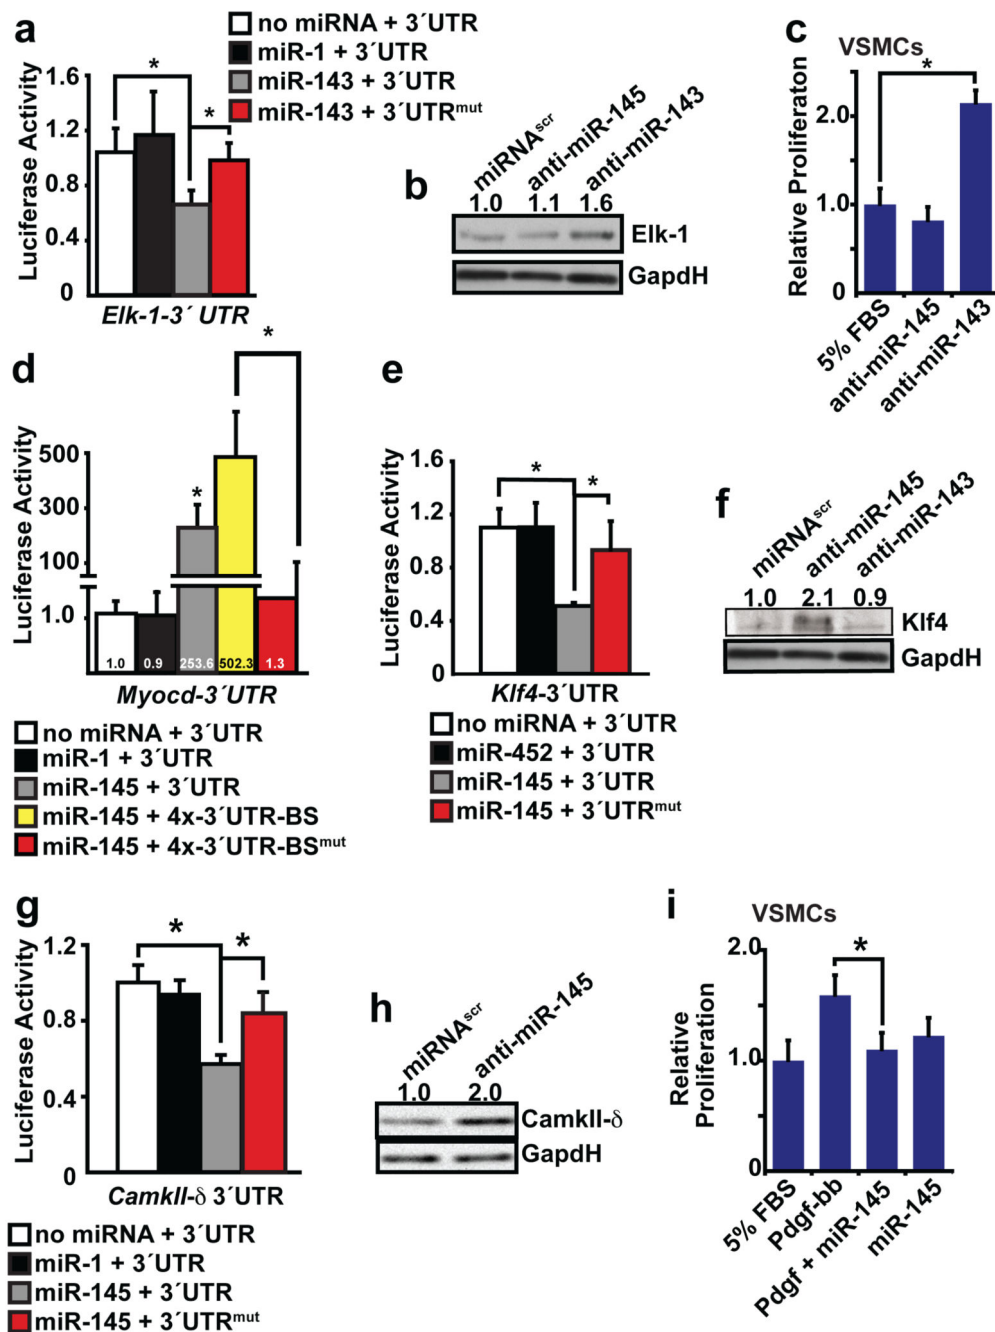 a
no miRNA + 3´UTR
miR-1 + 3´UTR
miR-143 + 3´UTR
miR-143 + 3´UTRmut
Luciferase Activity
1.6
1.2
0.8
0.4
0
*
*
Elk-1-3´ UTR
b
miRNAscr
anti-miR-145
anti-miR-143
1.0 1.1 1.6
Elk-1
GapdH
c
VSMCs
Relative Proliferaton
2.0
1.0
0
*
5% FBS
anti-miR-145
anti-miR-143
d
Luciferase Activity
500
300
100
1.0
*
*
1.0 0.9 253.6 502.3 1.3
Myocd-3´UTR
no miRNA + 3´UTR
miR-1 + 3´UTR
miR-145 + 3´UTR
miR-145 + 4x-3´UTR-BS
miR-145 + 4x-3´UTR-BSmut
e
Luciferase Activity
1.6
1.2
0.8
0.4
0
*
*
Klf4-3´UTR
no miRNA + 3´UTR
miR-452 + 3´UTR
miR-145 + 3´UTR
miR-145 + 3´UTRmut
f
miRNAscr
anti-miR-145
anti-miR-143
1.0 2.1 0.9
Klf4
GapdH
g
Luciferase Activity
1.2
0.8
0.4
0
*
*
CamkII-δ 3´UTR
no miRNA + 3´UTR
miR-1 + 3´UTR
miR-145 + 3´UTR
miR-145 + 3´UTRmut
h
miRNAscr
anti-miR-145
1.0 2.0
CamkII-δ
GapdH
i
VSMCs
Relative
Proliferation
2.0
1.0
0
*
5% FBS
Pdgf-bb
Pdgf + miR-145
miR-145